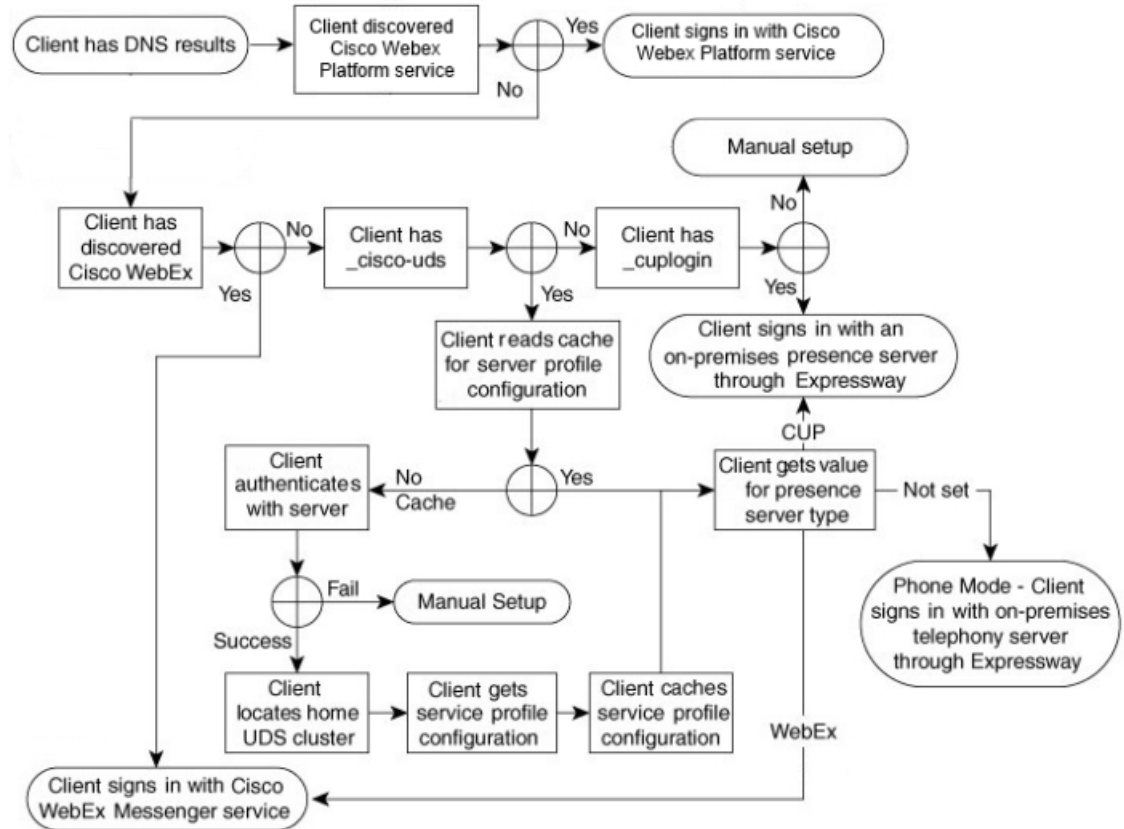 Client has DNS results
Client discovered
Cisco Webex
Platform service
Yes
Client signs in with Cisco
Webex Platform service
No
Manual setup
No
Client has
discovered
Cisco WebEx
No
Client has
_cisco-uds
No
Client has
_cuplogin
Yes
Yes
Yes
Client reads cache
for server profile
configuration
Client signs in with an
on-premises presence server
through Expressway
CUP
Client
authenticates
with server
No
Cache
Yes
Client gets value
for presence
server type
Not set
Fail
Manual Setup
Success
Phone Mode - Client
signs in with on-premises
telephony server
through Expressway
Client
locates home
UDS cluster
Client gets
service profile
configuration
Client caches
service profile
configuration
WebEx
Client signs in with Cisco
WebEx Messenger service